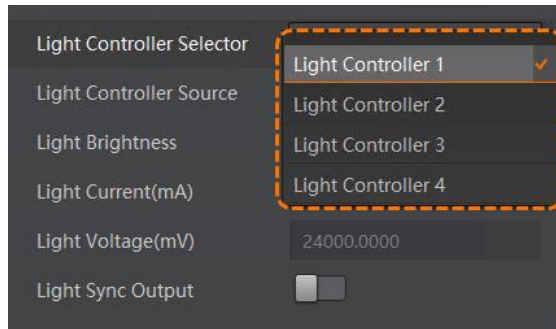 Light Controller Selector
Light Controller 1
Light Controller Source
Light Controller 2
Light Brightness
Light Controller 3
Light Current(mA)
Light Controller 4
Light Voltage(mV)
24000.0000
Light Sync Output